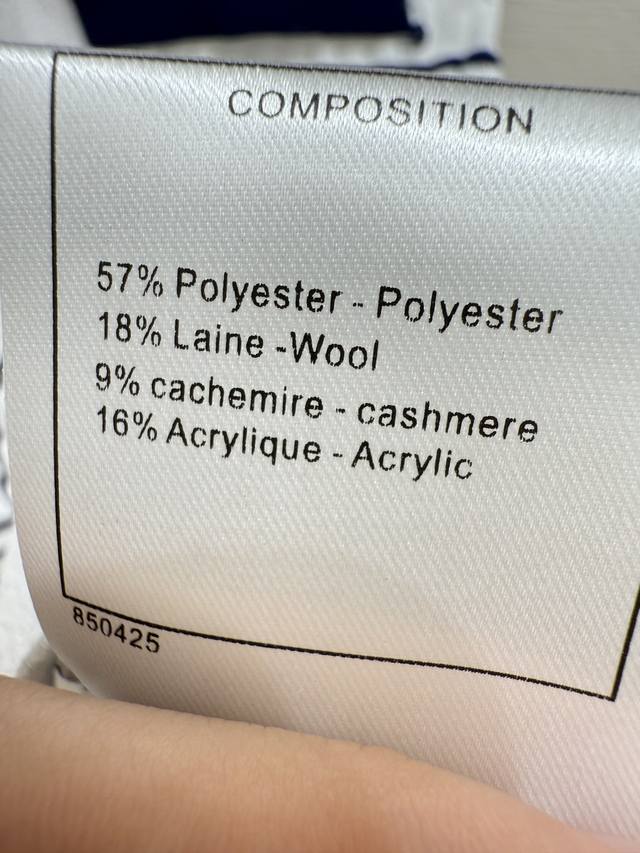 COMPOSITION
57% Polyester - Polyester
18% Laine -Wool
9% cachemire - cashmere
16% Acrylique - Acrylic
850425